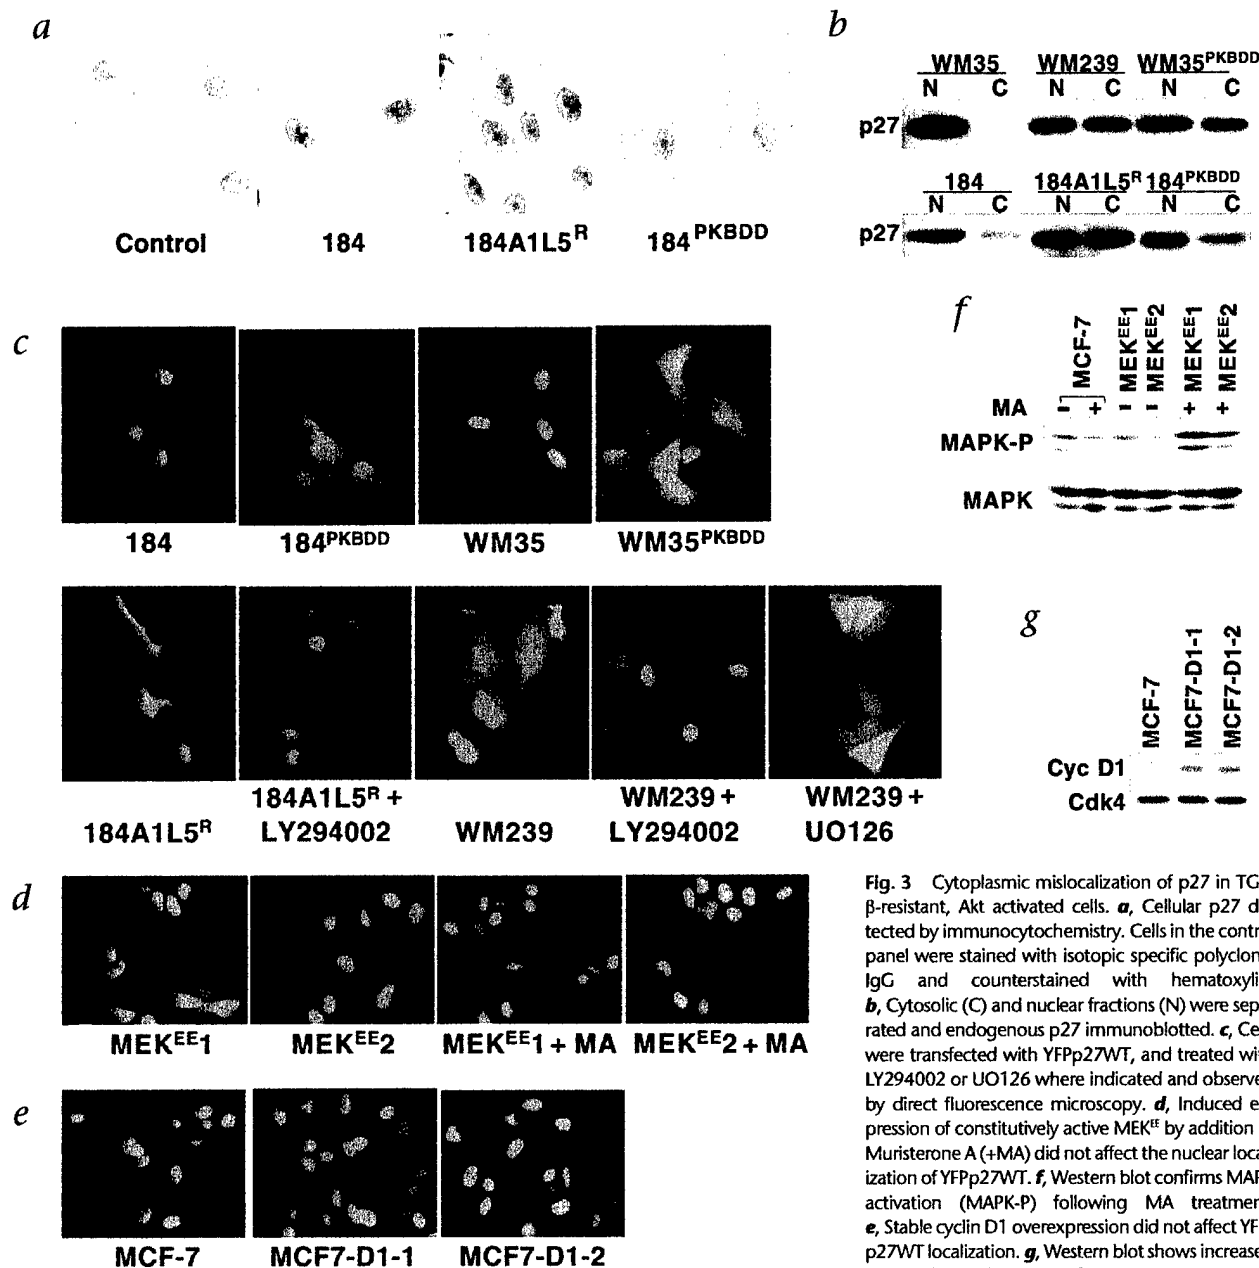 a
Control 184 184A1L5R 184PKBDD
b
WM35 WM239 WM35PKBDD
N C N C N C
p27
184 184A1L5R 184PKBDD
N C N C N C
p27
c
184 184PKBDD WM35 WM35PKBDD
184A1L5R 184A1L5R + LY294002 WM239 WM239 + LY294002 WM239 + UO126
d
MEKEE1 MEKEE2 MEKEE1 + MA MEKEE2 + MA
e
MCF-7 MCF7-D1-1 MCF7-D1-2
f
MCF-7 MEKEE1 MEKEE2 MEKEE1 MEKEE2
MA - + - - + +
MAPK-P
MAPK
g
MCF-7 MCF7-D1-1 MCF7-D1-2
Cyc D1
Cdk4
Fig. 3 Cytoplasmic mislocalization of p27 in TG
β-resistant, Akt activated cells. a, Cellular p27 d
tected by immunocytochemistry. Cells in the contr
panel were stained with isotopic specific polyclon
IgG and counterstained with hematoxyli
b, Cytosolic (C) and nuclear fractions (N) were sep
rated and endogenous p27 immunoblotted. c, Ce
were transfected with YFPp27WT, and treated wi
LY294002 or UO126 where indicated and observe
by direct fluorescence microscopy. d, Induced e
pression of constitutively active MEKEE by addition
Muristerone A (+MA) did not affect the nuclear loca
ization of YFPp27WT. f, Western blot confirms MAP
activation (MAPK-P) following MA treatmen
e, Stable cyclin D1 overexpression did not affect YF
p27WT localization. g, Western blot shows increase